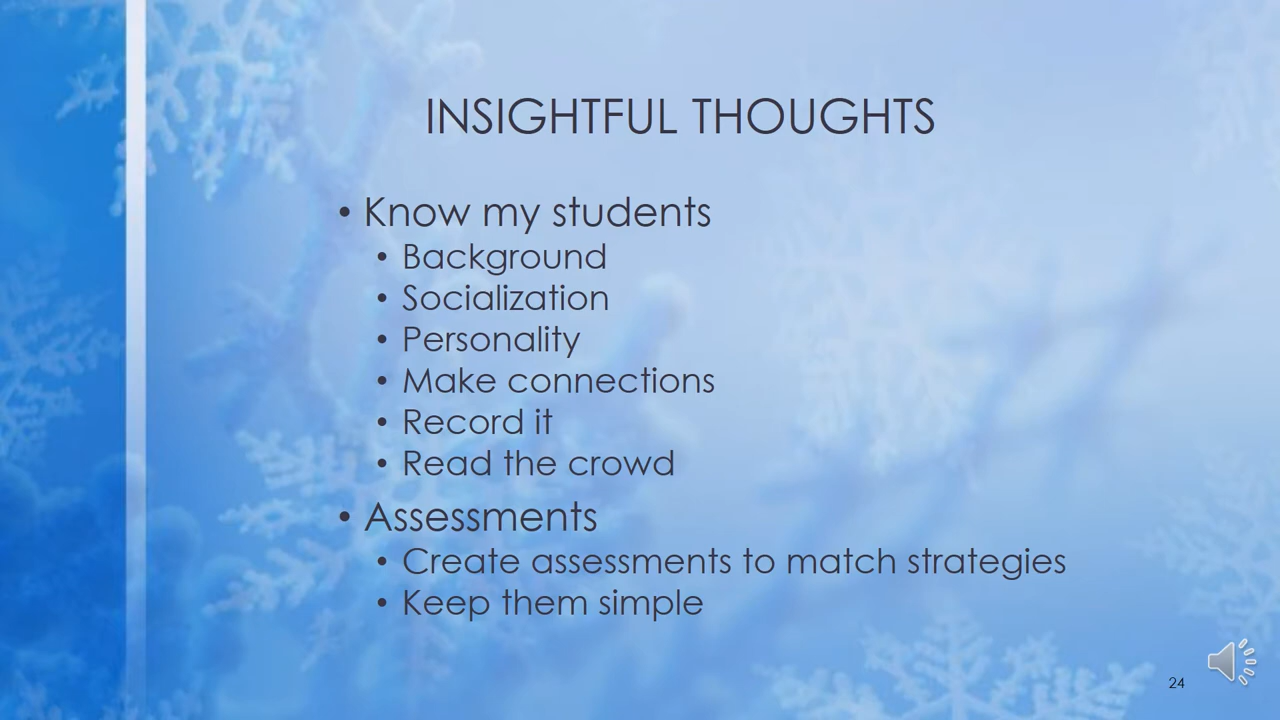 INSIGHTFUL THOUGHTS
• Know my students
• Background
• Socialization
• Personality
• Make connections
• Record it
• Read the crowd
• Assessments
• Create assessments to match strategies
• Keep them simple
24